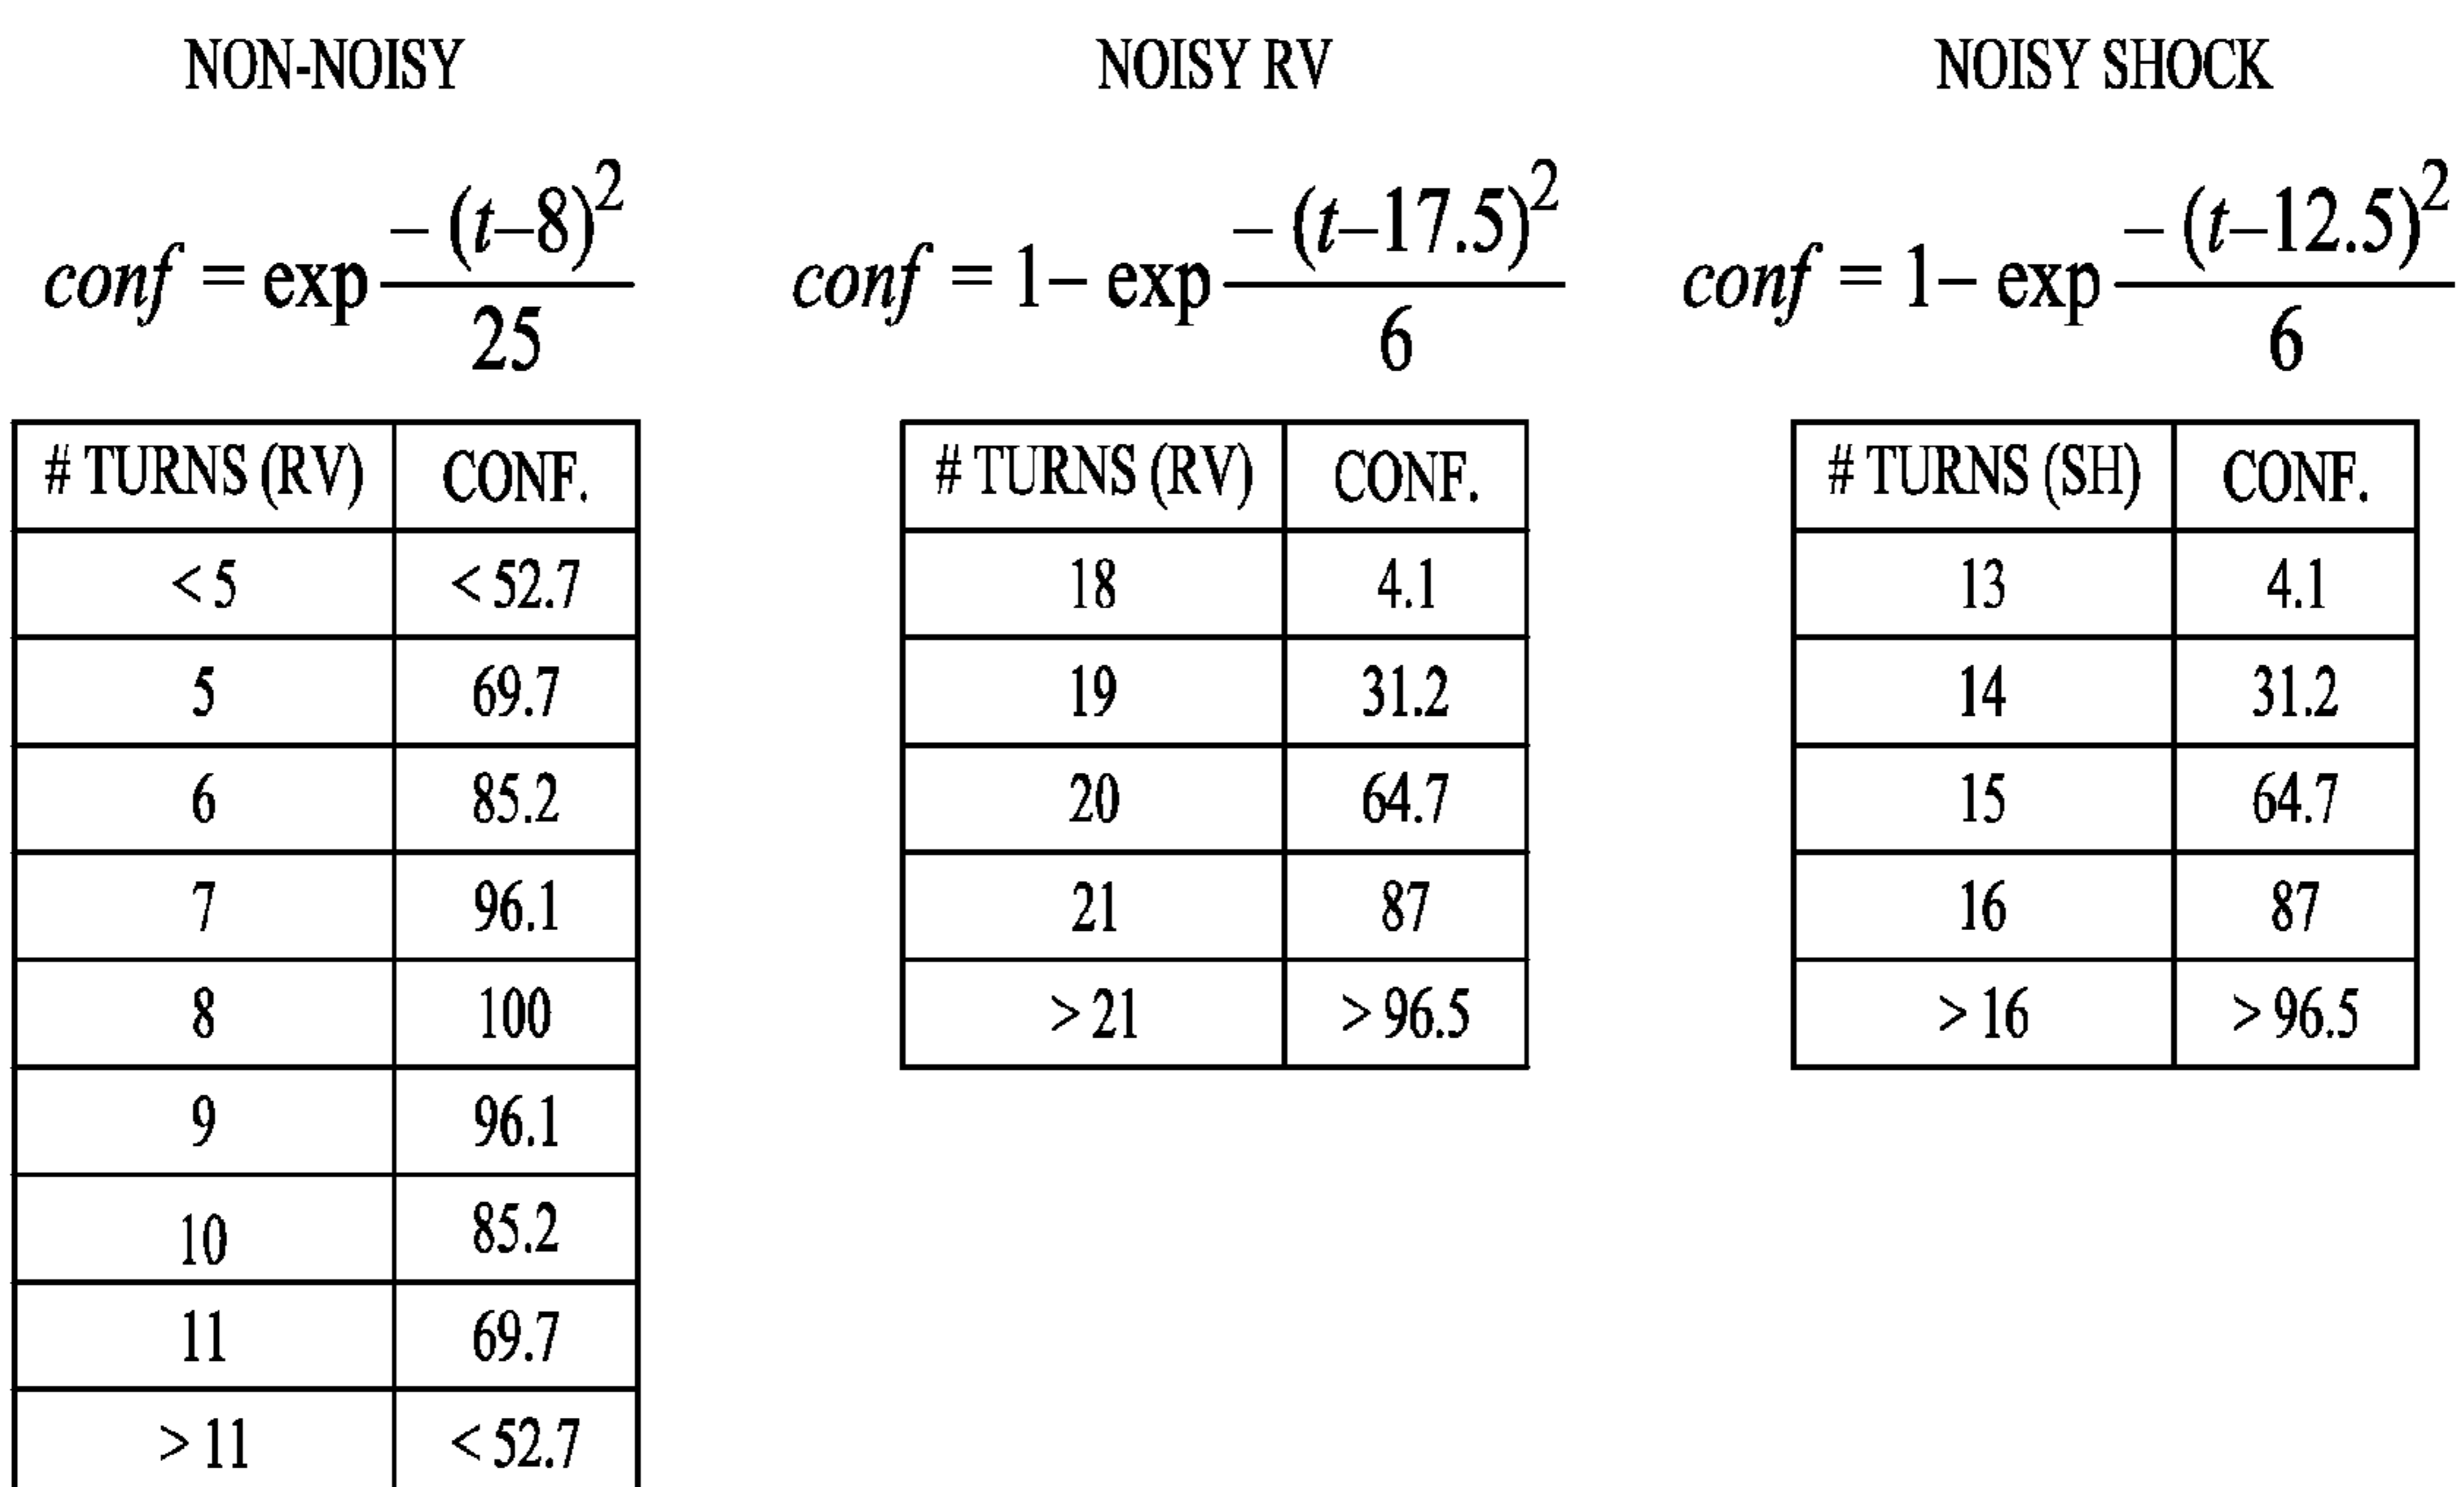 NON-NOISY
conf = exp –(t–8)² / 25
# TURNS (RV) CONF.
< 5 < 52.7
5 69.7
6 85.2
7 96.1
8 100
9 96.1
10 85.2
11 69.7
> 11 < 52.7
NOISY RV
conf = 1– exp –(t–17.5)² / 6
# TURNS (RV) CONF.
18 4.1
19 31.2
20 64.7
21 87
> 21 > 96.5
NOISY SHOCK
conf = 1– exp –(t–12.5)² / 6
# TURNS (SH) CONF.
13 4.1
14 31.2
15 64.7
16 87
> 16 > 96.5